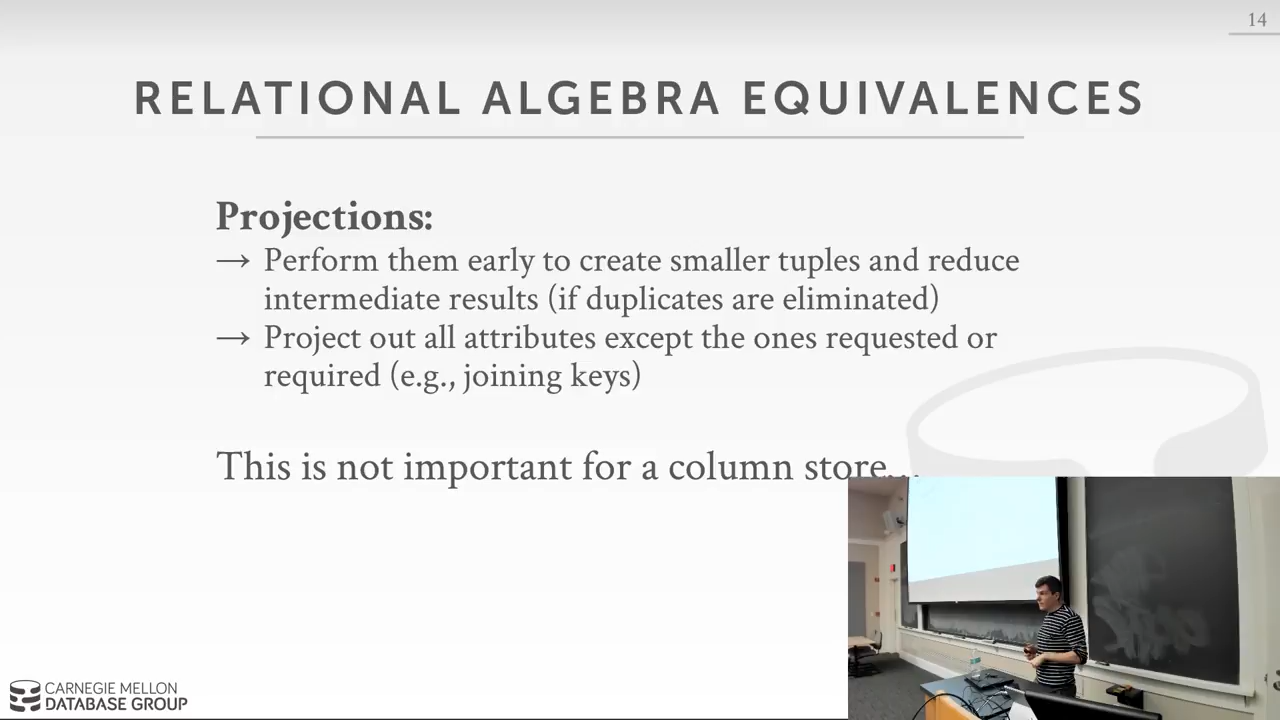 14
RELATIONAL ALGEBRA EQUIVALENCES
Projections:
→ Perform them early to create smaller tuples and reduce
intermediate results (if duplicates are eliminated)
→ Project out all attributes except the ones requested or
required (e.g., joining keys)
This is not important for a column store...
CARNEGIE MELLON
DATABASE GROUP